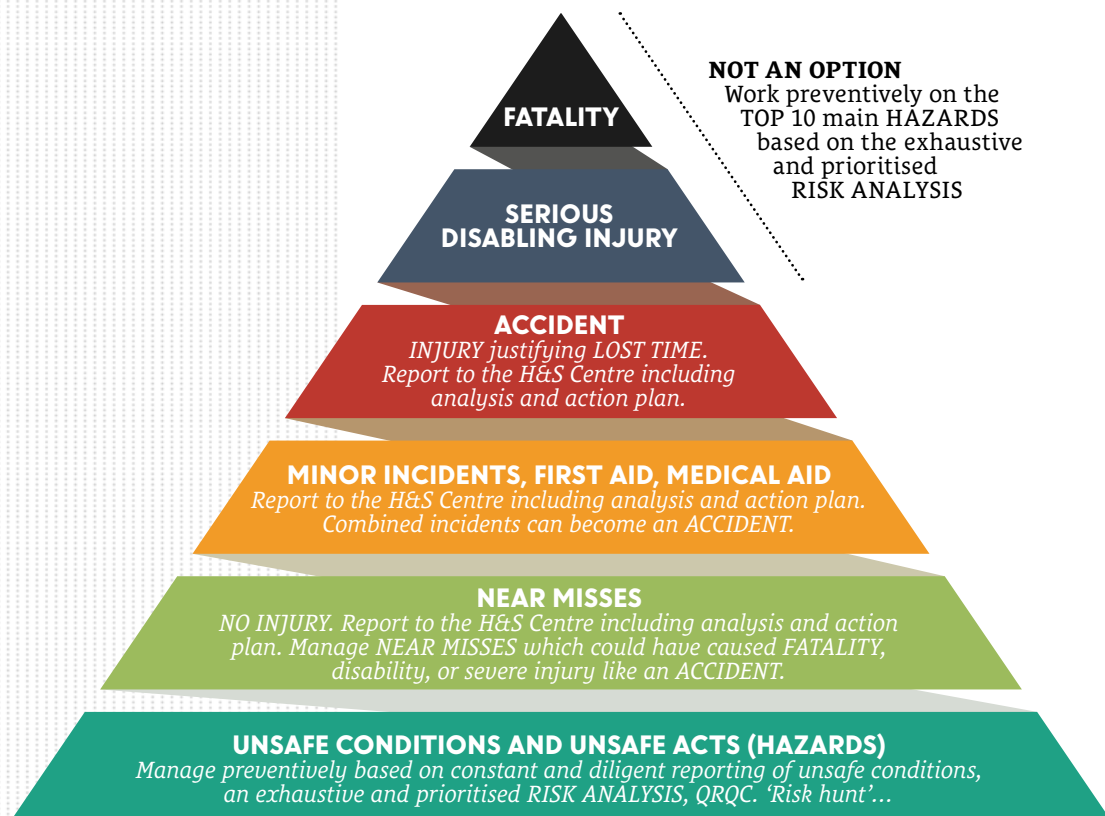 FATALITY
NOT AN OPTION
Work preventively on the
TOP 10 main HAZARDS
based on the exhaustive
and prioritised
RISK ANALYSIS
SERIOUS
DISABLING INJURY
ACCIDENT
INJURY justifying LOST TIME.
Report to the H&S Centre including
analysis and action plan.
MINOR INCIDENTS, FIRST AID, MEDICAL AID
Report to the H&S Centre including analysis and action plan.
Combined incidents can become an ACCIDENT.
NEAR MISSES
NO INJURY. Report to the H&S Centre including analysis and action
plan. Manage NEAR MISSES which could have caused FATALITY,
disability, or severe injury like an ACCIDENT.
UNSAFE CONDITIONS AND UNSAFE ACTS (HAZARDS)
Manage preventively based on constant and diligent reporting of unsafe conditions,
an exhaustive and prioritised RISK ANALYSIS, QRQC. ‘Risk hunt’...